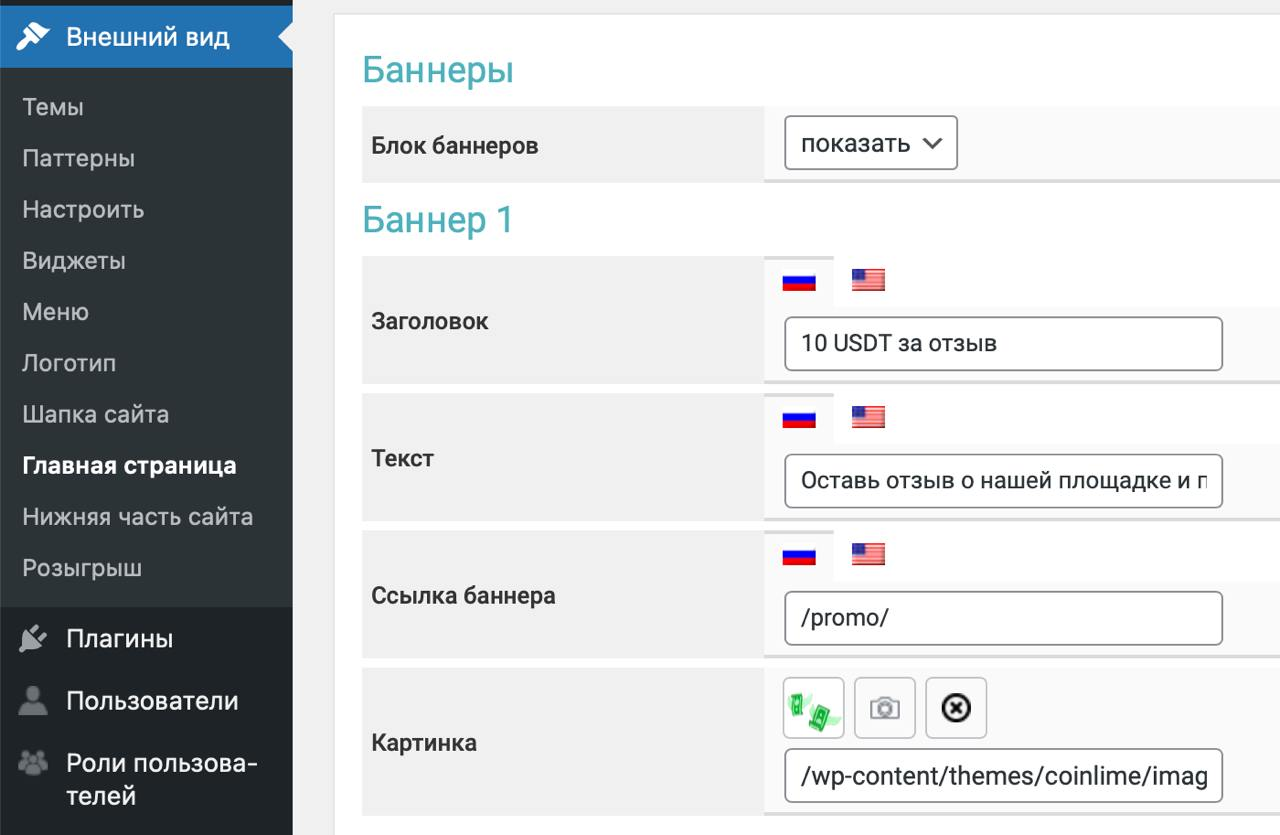 Внешний вид
Темы
Паттерны
Настроить
Виджеты
Меню
Логотип
Шапка сайта
Главная страница
Нижняя часть сайта
Розыгрыш
Плагины
Пользователи
Роли пользова-
телей
Баннеры
Блок баннеров
показать
Баннер 1
Заголовок
10 USDT за отзыв
Текст
Оставь отзыв о нашей площадке и п
Ссылка баннера
/promo/
Картинка
/wp-content/themes/coinlime/imag